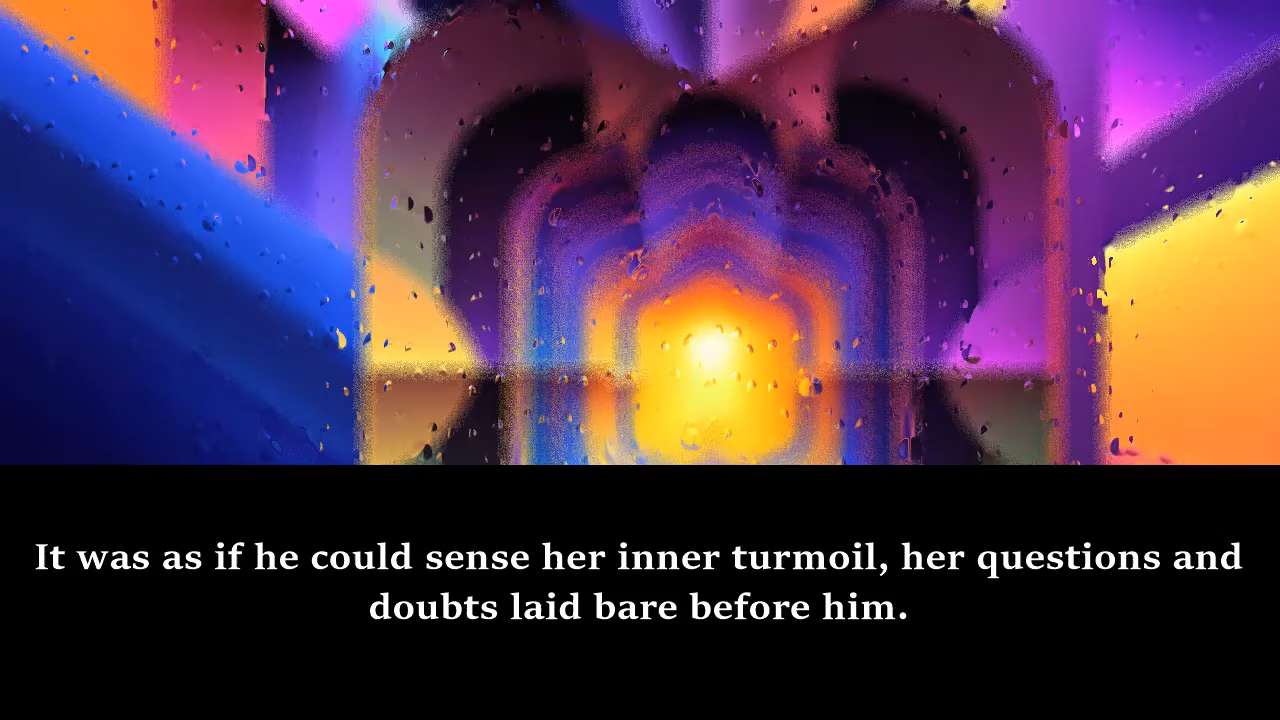 It was as if he could sense her inner turmoil, her questions and
doubts laid bare before him.